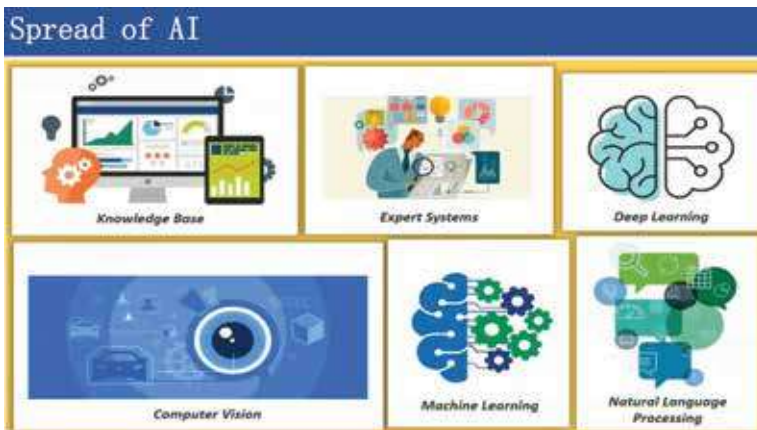 Spread of AI
Knowledge Base
Expert Systems
Deep Learning
Computer Vision
Machine Learning
Natural Language
Processing